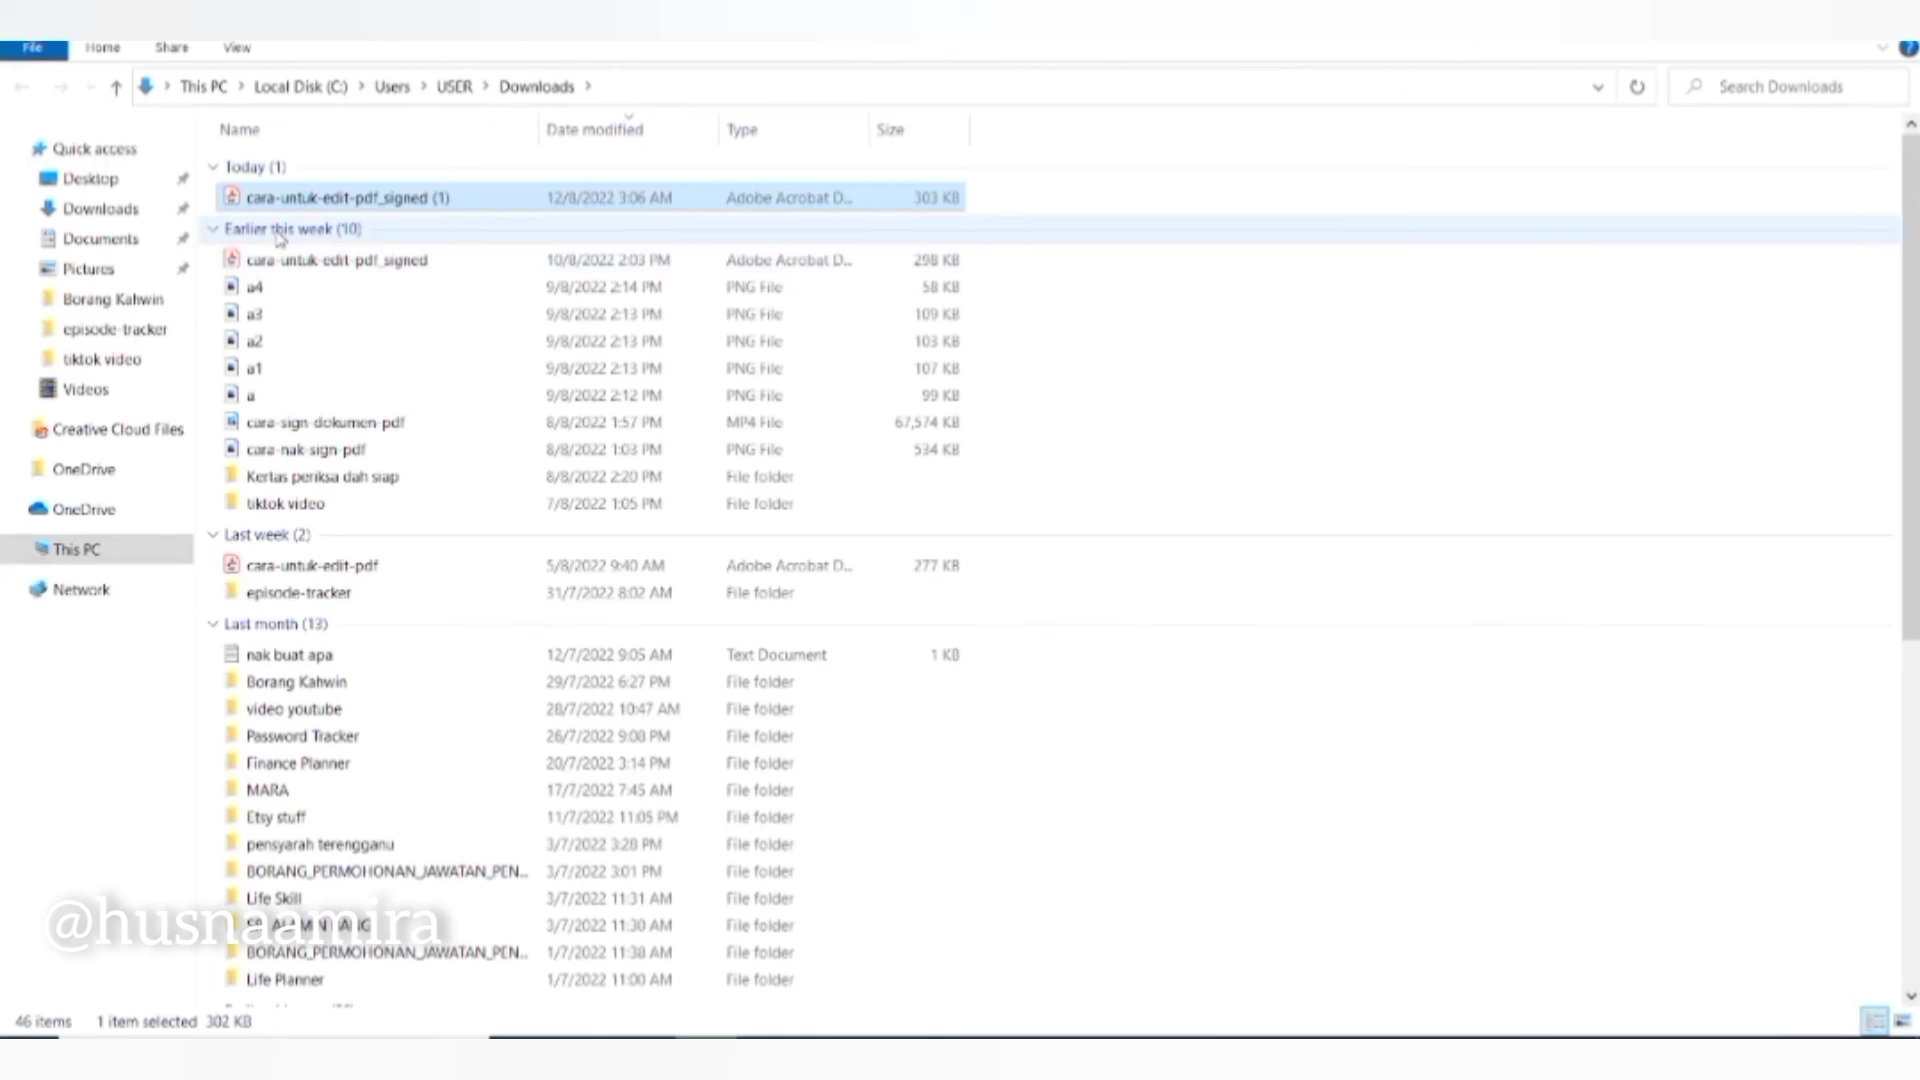 File Home Share View
This PC > Local Disk (C:) > Users > USER > Downloads >
Search Downloads
Name Date modified Type Size
Quick access
Desktop
Downloads
Documents
Pictures
Borang Kahwin
episode-tracker
tiktok video
Videos
Creative Cloud Files
OneDrive
OneDrive
This PC
Network
Today (1)
cara-untuk-edit-pdf_signed (1) 12/8/2022 3:06 AM Adobe Acrobat D... 303 KB
Earlier this week (10)
cara-untuk-edit-pdf_signed 10/8/2022 2:03 PM Adobe Acrobat D... 298 KB
a4 9/8/2022 2:14 PM PNG File 58 KB
a3 9/8/2022 2:13 PM PNG File 109 KB
a2 9/8/2022 2:13 PM PNG File 103 KB
a1 9/8/2022 2:13 PM PNG File 107 KB
a 9/8/2022 2:12 PM PNG File 99 KB
cara-sign-dokumen-pdf 8/8/2022 1:57 PM MP4 File 67,574 KB
cara-nak-sign-pdf 8/8/2022 1:03 PM PNG File 534 KB
Kertas periksa dah siap 8/8/2022 2:20 PM File folder
tiktok video 7/8/2022 1:05 PM File folder
Last week (2)
cara-untuk-edit-pdf 5/8/2022 9:40 AM Adobe Acrobat D... 277 KB
episode-tracker 31/7/2022 8:02 AM File folder
Last month (13)
nak buat apa 12/7/2022 9:05 AM Text Document 1 KB
Borang Kahwin 29/7/2022 6:27 PM File folder
video youtube 28/7/2022 10:47 AM File folder
Password Tracker 26/7/2022 9:08 PM File folder
Finance Planner 20/7/2022 3:14 PM File folder
MARA 17/7/2022 7:45 AM File folder
Etsy stuff 11/7/2022 11:05 PM File folder
pensyarah terengganu 3/7/2022 3:28 PM File folder
BORANG_PERMOHONAN_JAWATAN_PEN... 3/7/2022 3:01 PM File folder
Life Skill 3/7/2022 11:31 AM File folder
3/7/2022 11:30 AM File folder
BORANG_PERMOHONAN_JAWATAN_PEN... 1/7/2022 11:38 AM File folder
Life Planner 1/7/2022 11:00 AM File folder
@husnaamira
46 items 1 item selected 302 KB